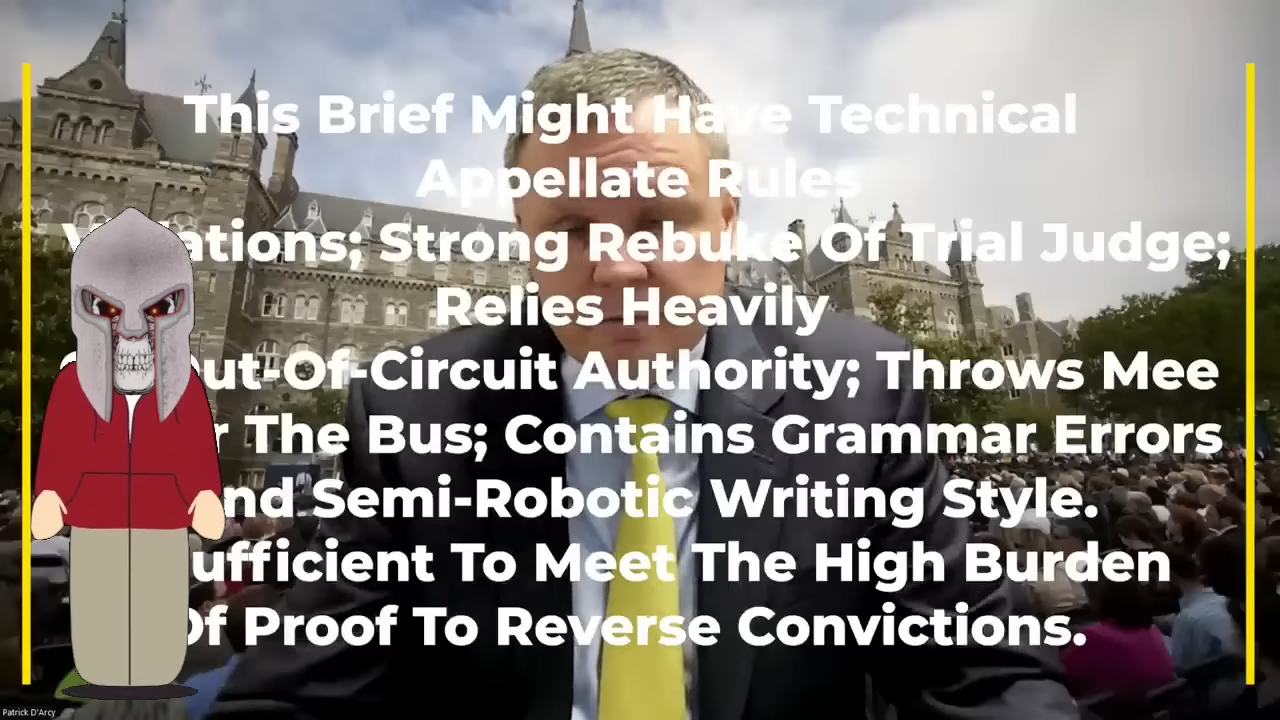 This Brief Might Have Technical
Appellate Rules
ations; Strong Rebuke Of Trial Judge;
Relies Heavily
ut-Of-Circuit Authority; Throws Mee
r The Bus; Contains Grammar Errors
nd Semi-Robotic Writing Style.
ufficient To Meet The High Burden
Of Proof To Reverse Convictions.
Patrick D'Arcy